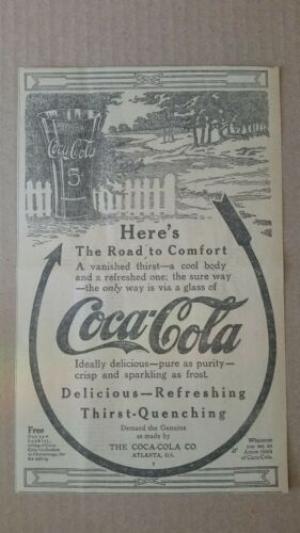 Coca-Cola
5
Here's
The Road to Comfort
A vanished thirst—a cool body
and a refreshed one; the sure way
—the only way is via a glass of
Coca-Cola
Ideally delicious—pure as purity—
crisp and sparkling as frost.
Delicious—Refreshing
Thirst-Quenching
Demand the Genuine
as made by
THE COCA-COLA CO.
ATLANTA, GA.
Free
Whenever
you see an
Arrow think
of Coca-Cola.